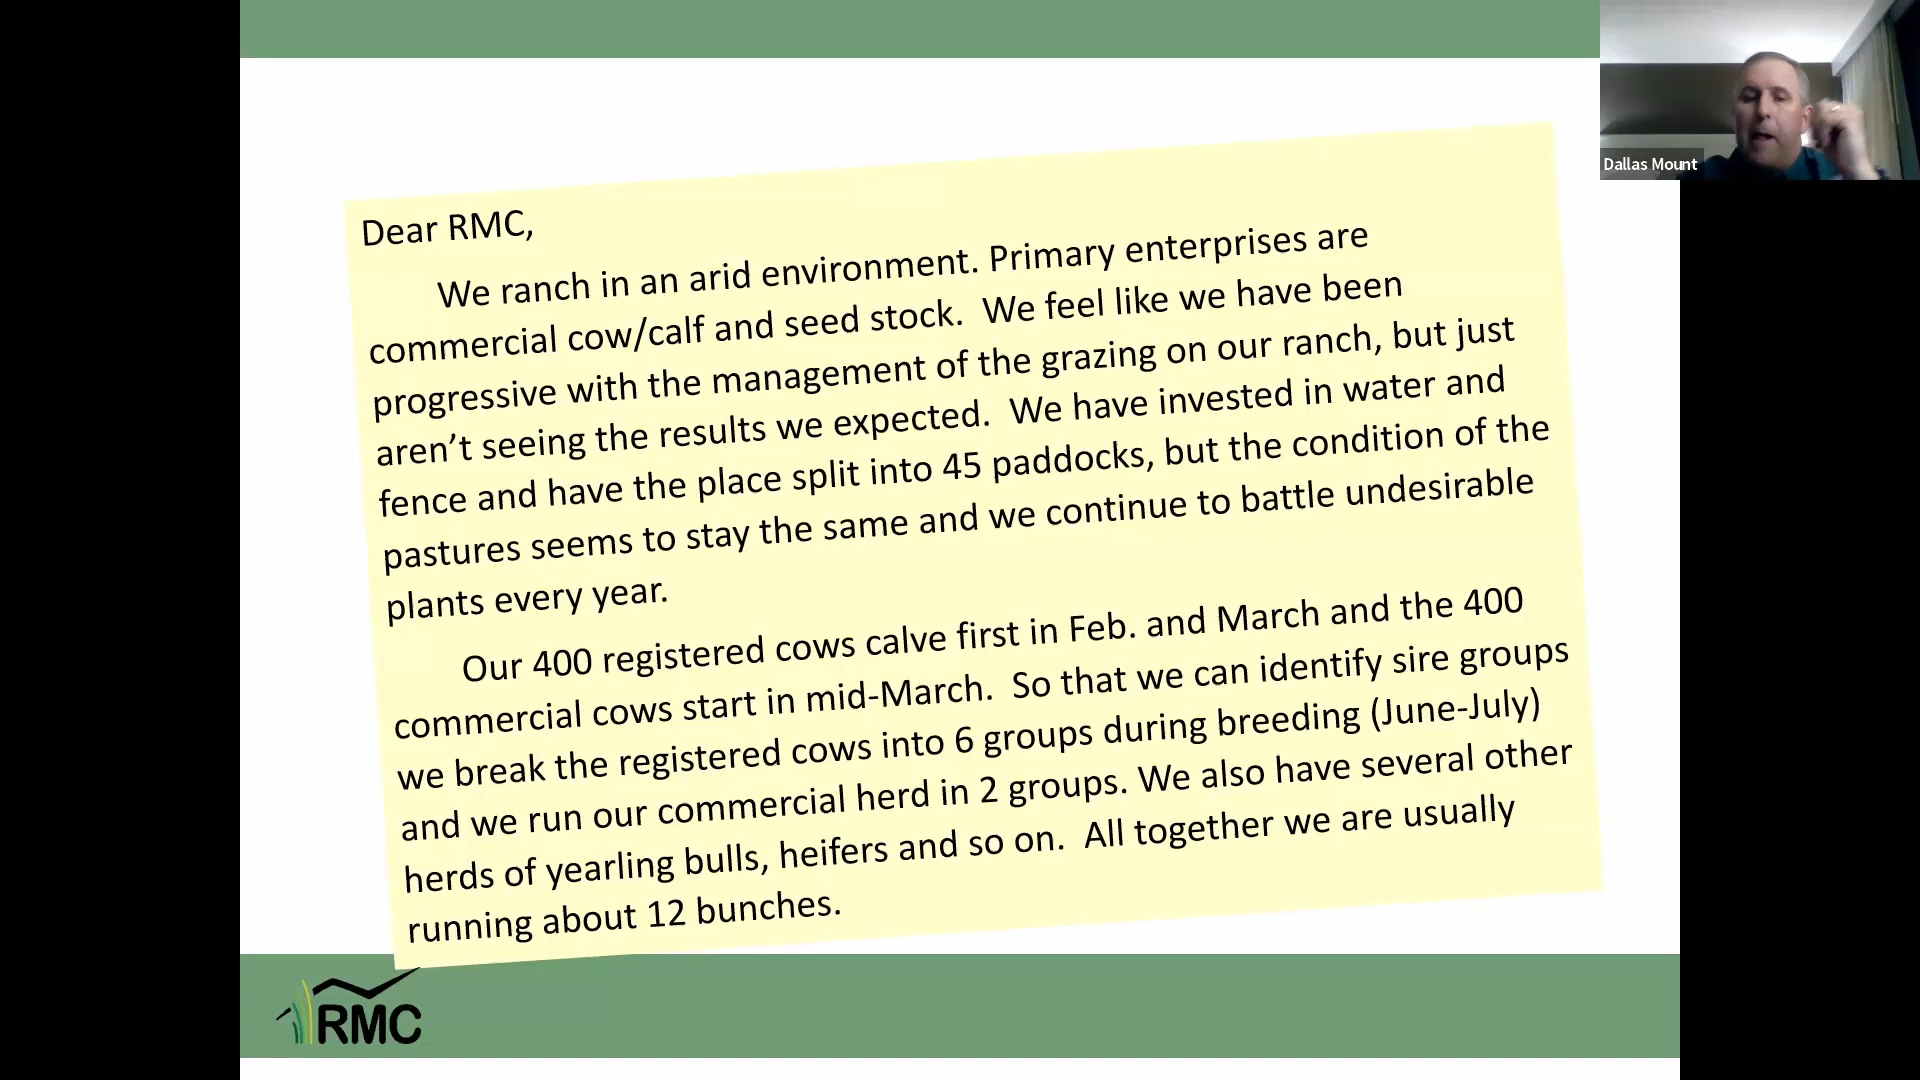 Dallas Mount
Dear RMC,
We ranch in an arid environment. Primary enterprises are
commercial cow/calf and seed stock. We feel like we have been
progressive with the management of the grazing on our ranch, but just
aren't seeing the results we expected. We have invested in water and
fence and have the place split into 45 paddocks, but the condition of the
pastures seems to stay the same and we continue to battle undesirable
plants every year.
Our 400 registered cows calve first in Feb. and March and the 400
commercial cows start in mid-March. So that we can identify sire groups
we break the registered cows into 6 groups during breeding (June-July)
and we run our commercial herd in 2 groups. We also have several other
herds of yearling bulls, heifers and so on. All together we are usually
running about 12 bunches.
RMC